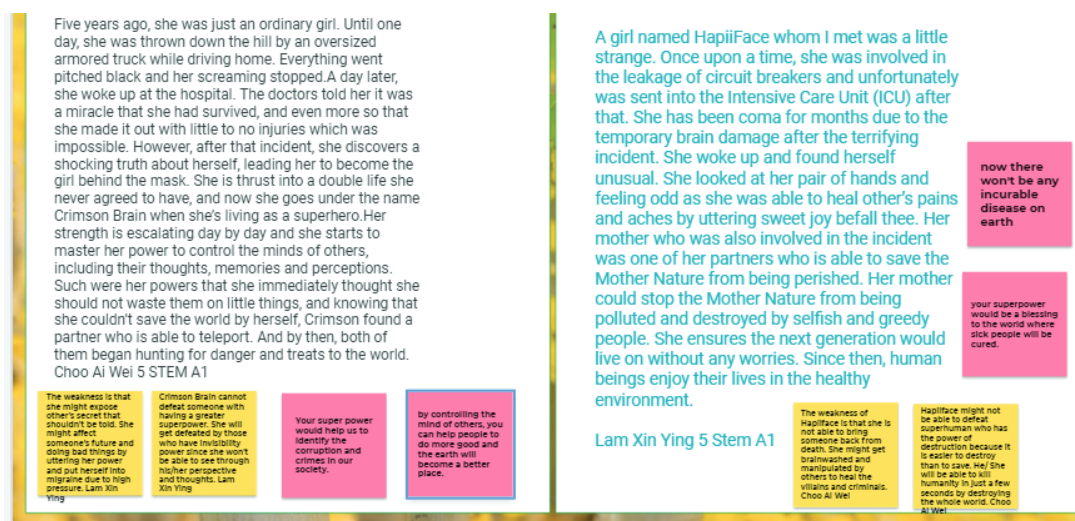 Five years ago, she was just an ordinary girl. Until one
day, she was thrown down the hill by an oversized
armored truck while driving home. Everything went
pitched black and her screaming stopped.A day later,
she woke up at the hospital. The doctors told her it was
a miracle that she had survived, and even more so that
she made it out with little to no injuries which was
impossible. However, after that incident, she discovers a
shocking truth about herself, leading her to become the
girl behind the mask. She is thrust into a double life she
never agreed to have, and now she goes under the name
Crimson Brain when she's living as a superhero.Her
strength is escalating day by day and she starts to
master her power to control the minds of others,
including their thoughts, memories and perceptions.
Such were her powers that she immediately thought she
should not waste them on little things, and knowing that
she couldn't save the world by herself, Crimson found a
partner who is able to teleport. And by then, both of
them began hunting for danger and treats to the world.
Choo Ai Wei 5 STEM A1
The weakness is that
she might expose
other's secret that
shouldn't be told. She
might affect
someone's future and
doing bad things by
uttering her power
and put herself into
migraine due to high
pressure. Lam Xin
Ying
Crimson Brain cannot
defeat someone with
having a greater
superpower. She will
get defeated by those
who have invisibility
power since she won't
be able to see through
his/her perspective
and thoughts. Lam
Xin Ying
Your super power
would help us to
identify the
corruption and
crimes in our
society.
by controlling the
mind of others, you
can help people to
do more good and
the earth will
become a better
place.
A girl named HapiiFace whom I met was a little
strange. Once upon a time, she was involved in
the leakage of circuit breakers and unfortunately
was sent into the Intensive Care Unit (ICU) after
that. She has been coma for months due to the
temporary brain damage after the terrifying
incident. She woke up and found herself
unusual. She looked at her pair of hands and
feeling odd as she was able to heal other's pains
and aches by uttering sweet joy befall thee. Her
mother who was also involved in the incident
was one of her partners who is able to save the
Mother Nature from being perished. Her mother
could stop the Mother Nature from being
polluted and destroyed by selfish and greedy
people. She ensures the next generation would
live on without any worries. Since then, human
beings enjoy their lives in the healthy
environment.
Lam Xin Ying 5 Stem A1
now there
won't be any
incurable
disease on
earth
your superpower
would be a blessing
to the world where
sick people will be
cured.
The weakness of
Hapiiface is that she is
not able to bring
someone back from
death. She might get
brainwashed and
manipulated by
others to heal the
villains and criminals.
Choo Ai Wei
Hapiiface might not
be able to defeat
superhuman who has
the power of
destruction because it
is easier to destroy
than to save. He/ She
will be able to kill
humanity in just a few
seconds by destroying
the whole world. Choo
Ai Wei